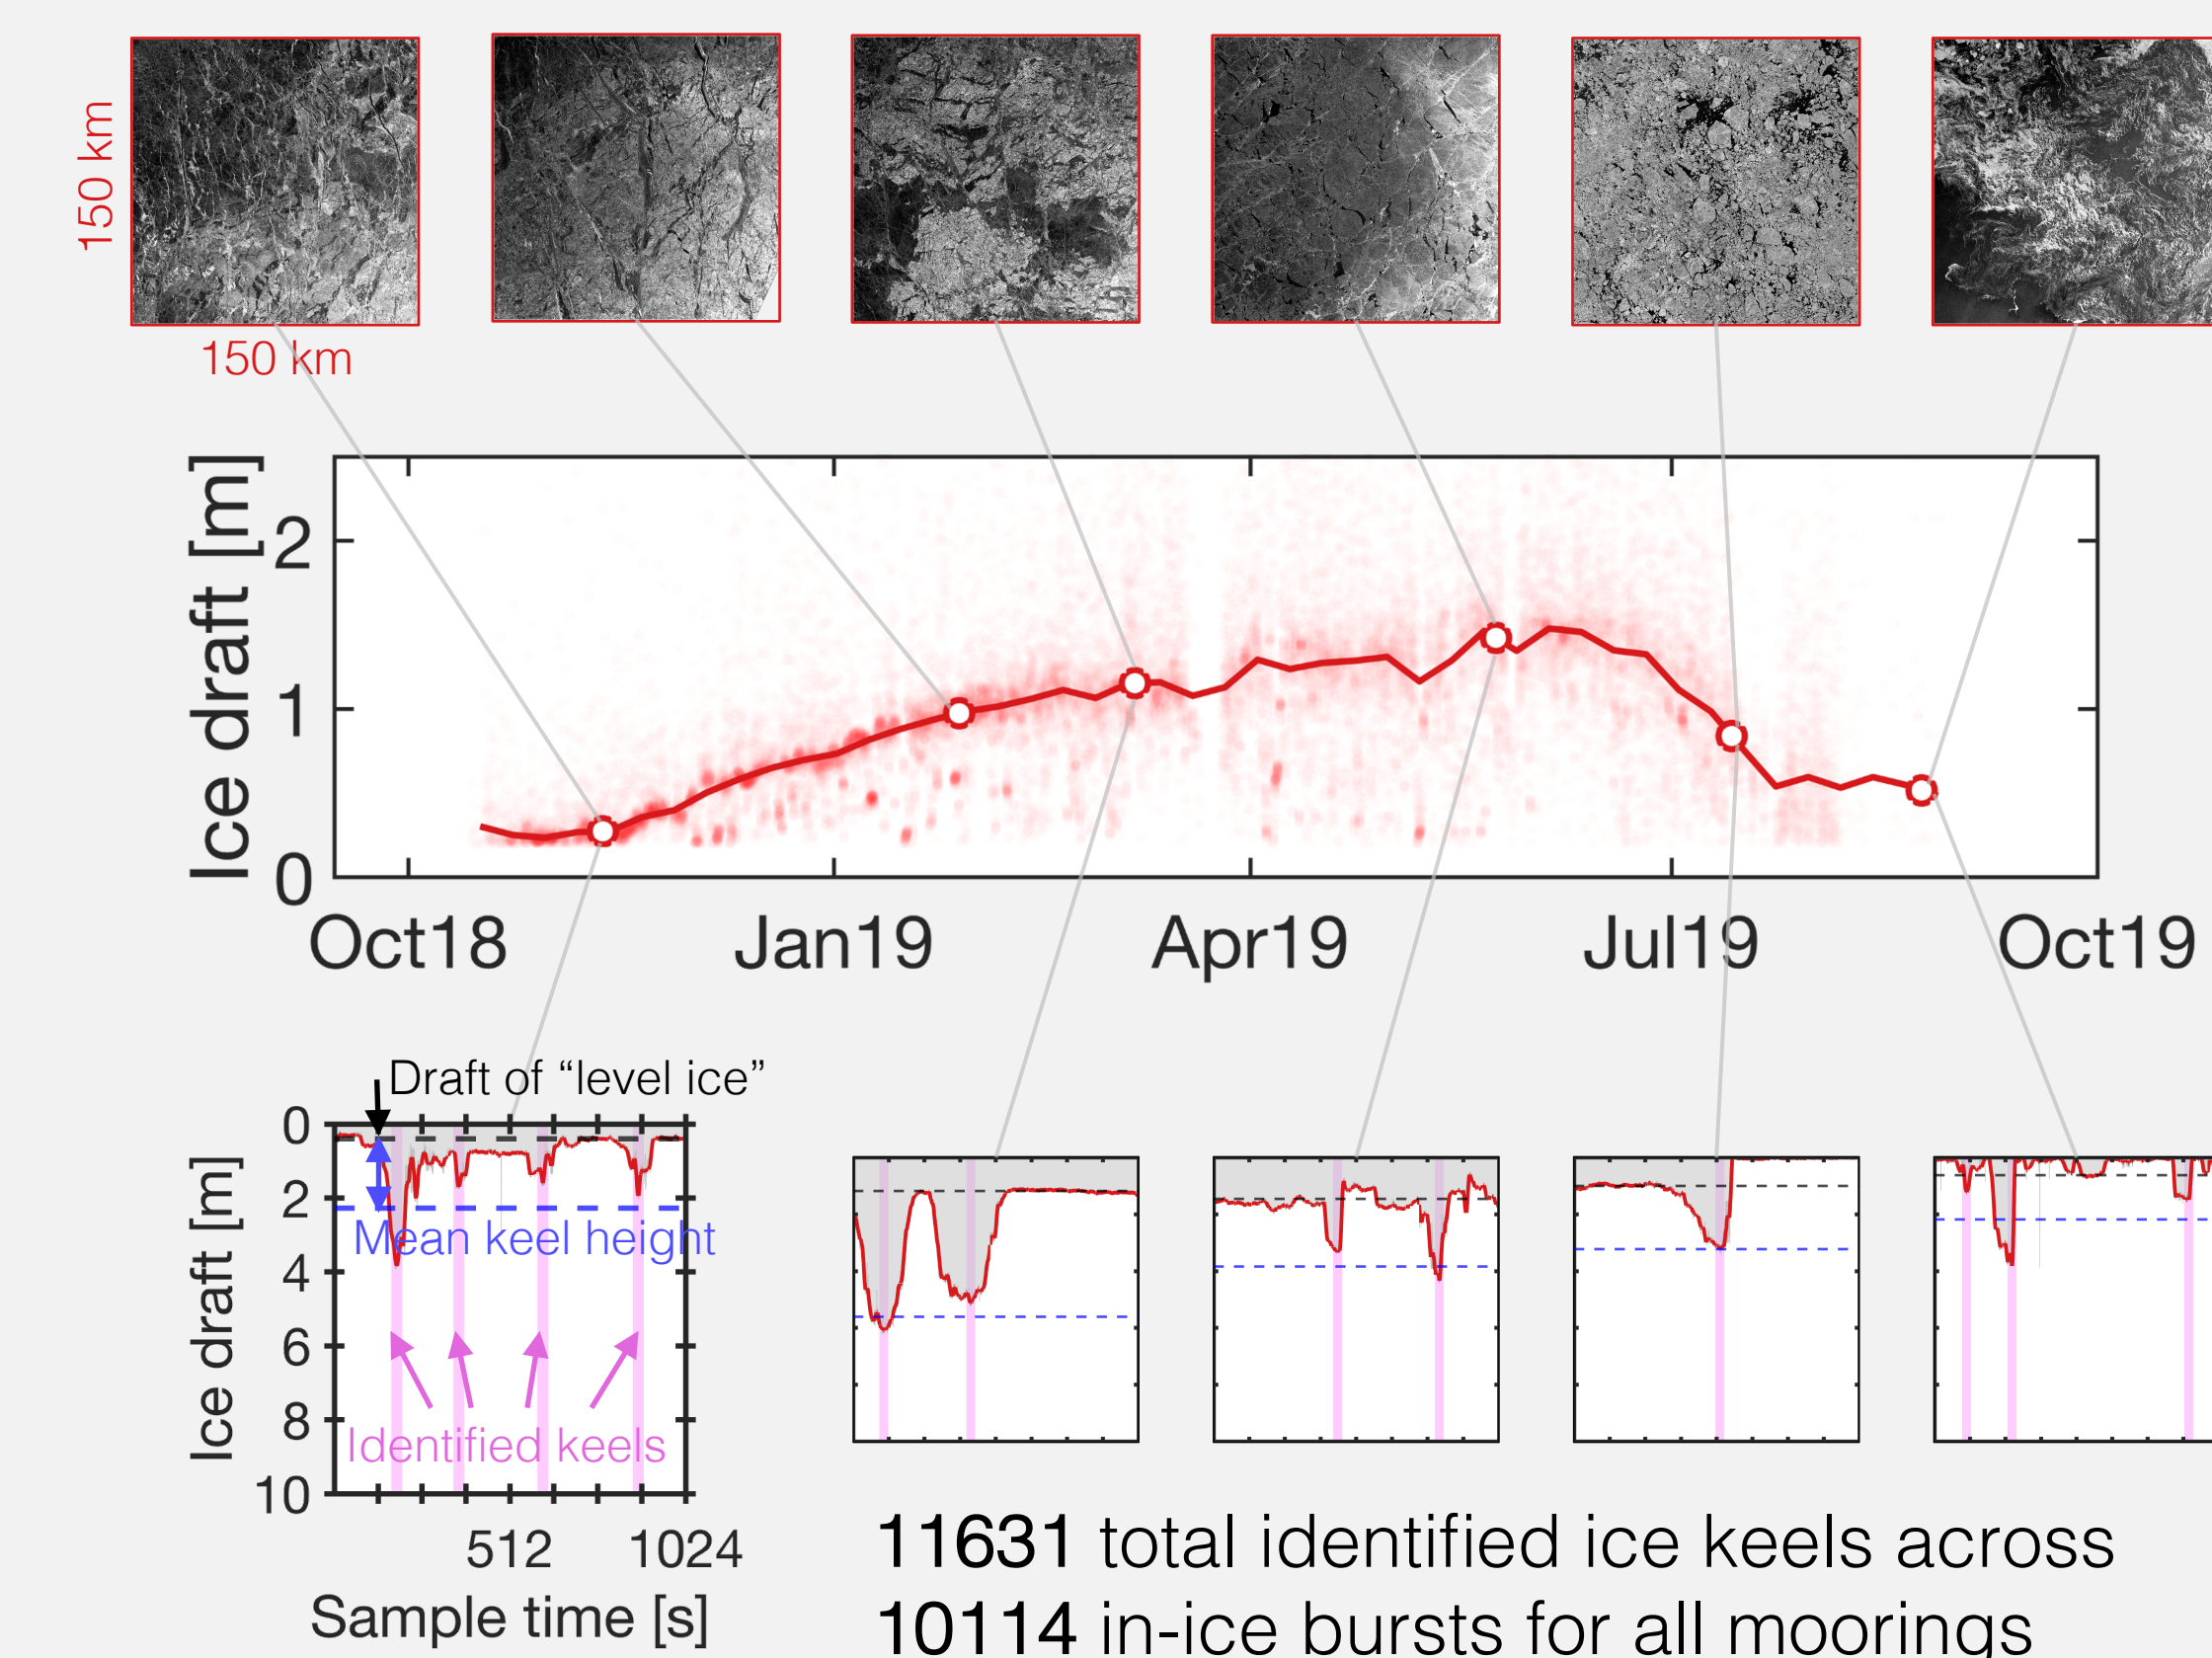 150 km
150 km
Ice draft [m]
2
1
0
Oct18
Jan19
Apr19
Jul19
Oct19
Draft of “level ice”
Ice draft [m]
0
2
4
6
8
10
Mean keel height
Identified keels
512
1024
Sample time [s]
11631 total identified ice keels across
10114 in-ice bursts for all moorings